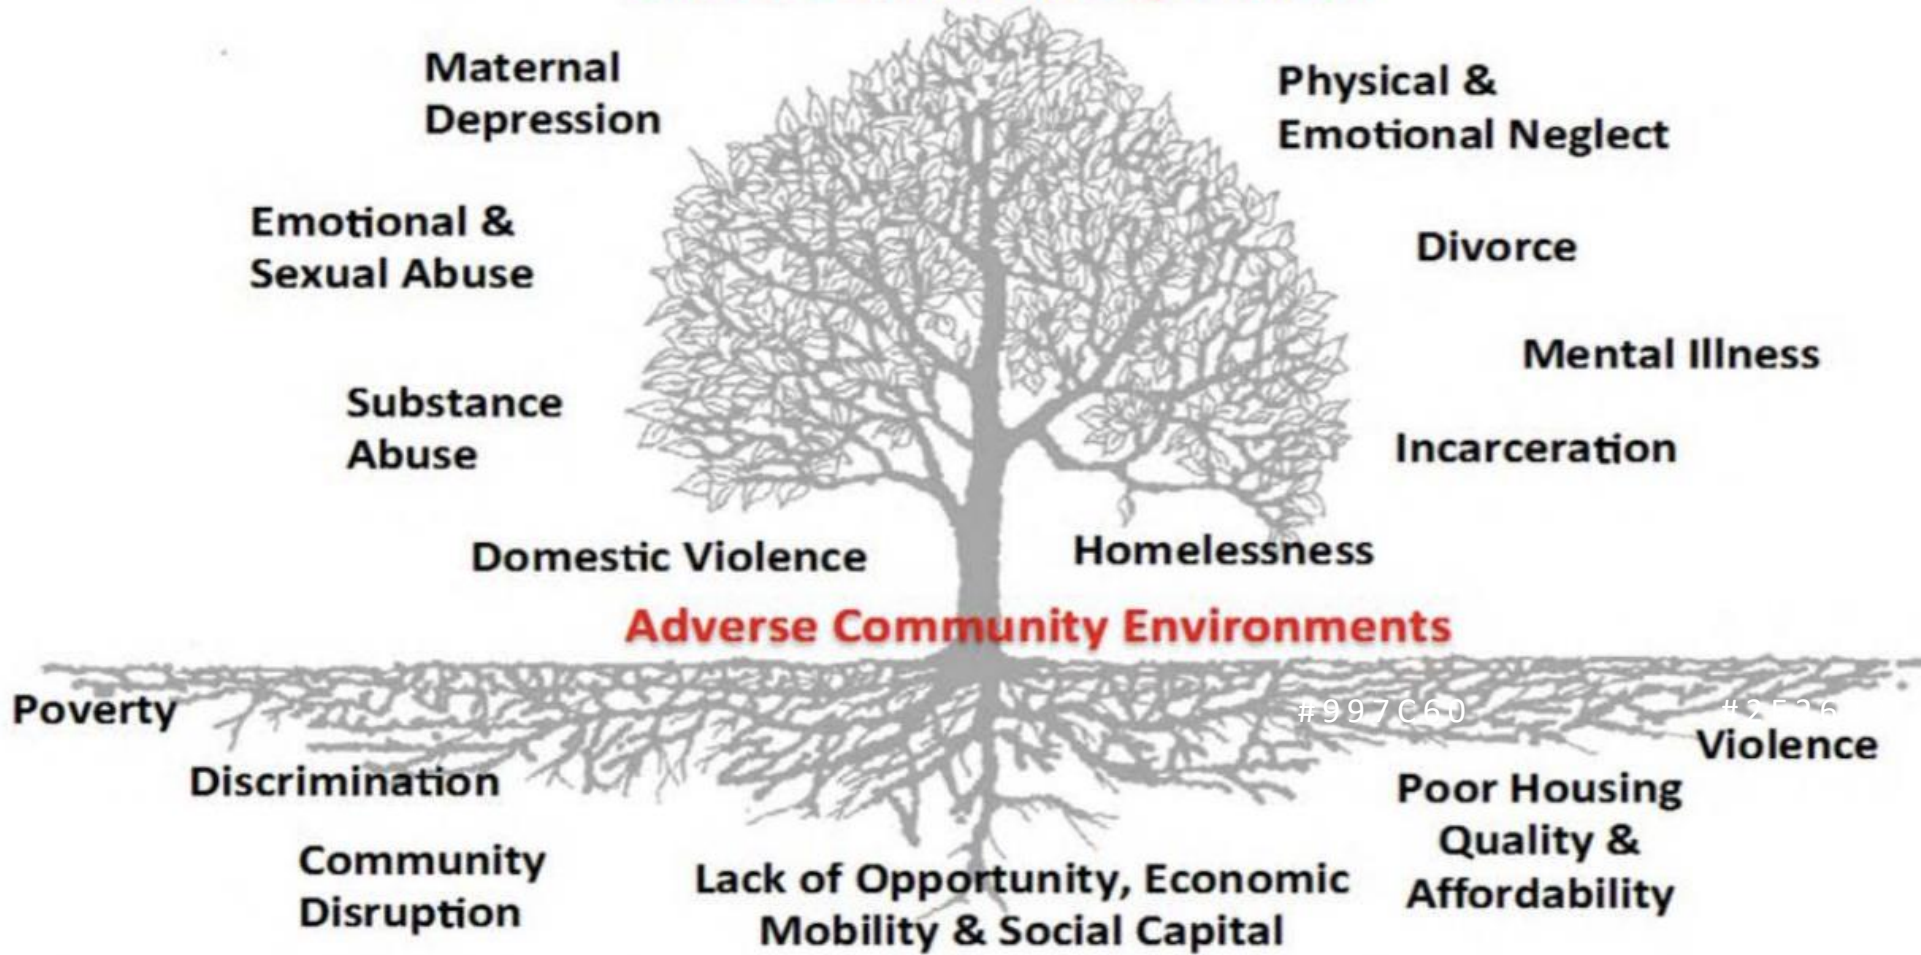 Maternal
Depression
Physical &
Emotional Neglect
Emotional &
Sexual Abuse
Divorce
Mental Illness
Substance
Abuse
Incarceration
Domestic Violence
Homelessness
Adverse Community Environments
Poverty
#997C60
Violence
Discrimination
Poor Housing
Quality &
Affordability
Community
Disruption
Lack of Opportunity, Economic
Mobility & Social Capital